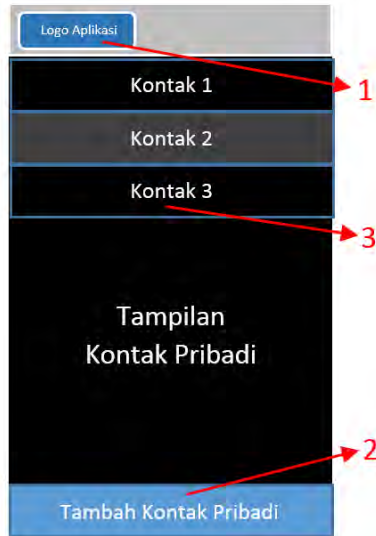 Logo Aplikasi
Kontak 1
1
Kontak 2
Kontak 3
3
Tampilan
Kontak Pribadi
2
Tambah Kontak Pribadi